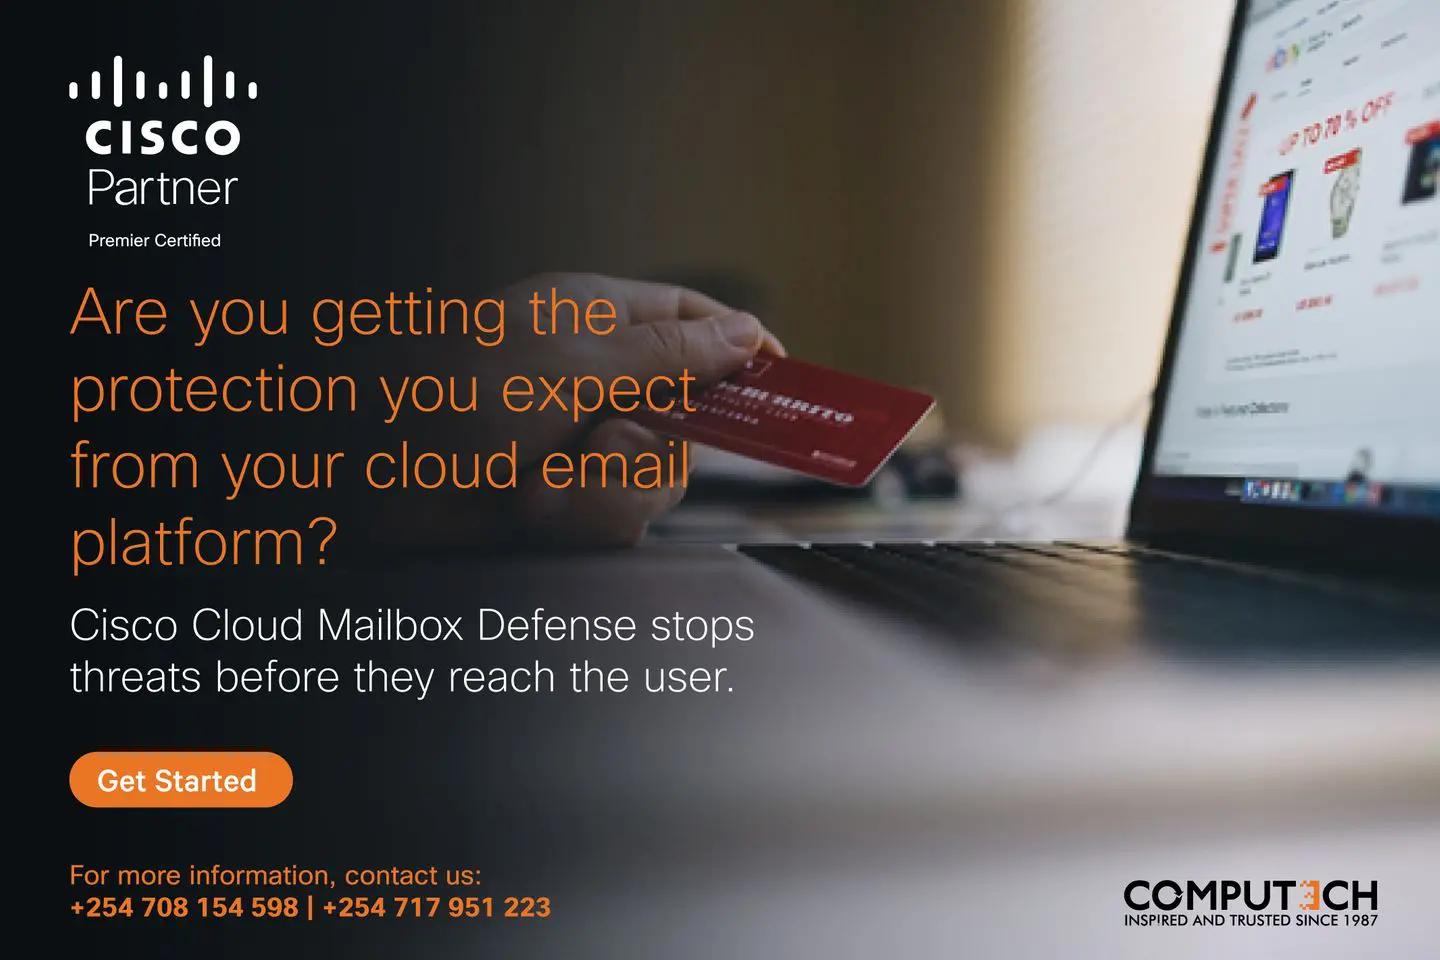 CISCO
Partner
Premier Certified
Are you getting the
protection you expect
from your cloud email
platform?
Cisco Cloud Mailbox Defense stops
threats before they reach the user.
Get Started
For more information, contact us:
+254 708 154 598 | +254 717 951 223
UP TO 70 % OFF
BURRITO
COMPUTECH
INSPIRED AND TRUSTED SINCE 1987